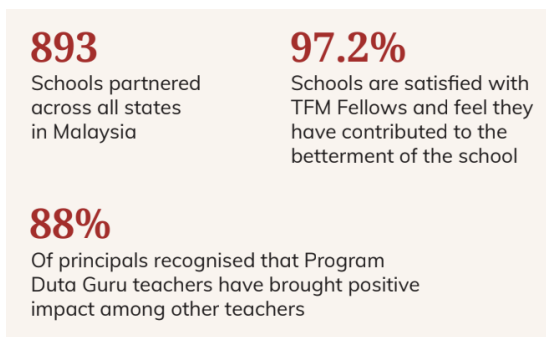 893
Schools partnered
across all states
in Malaysia
97.2%
Schools are satisfied with
TFM Fellows and feel they
have contributed to the
betterment of the school
88%
Of principals recognised that Program
Duta Guru teachers have brought positive
impact among other teachers